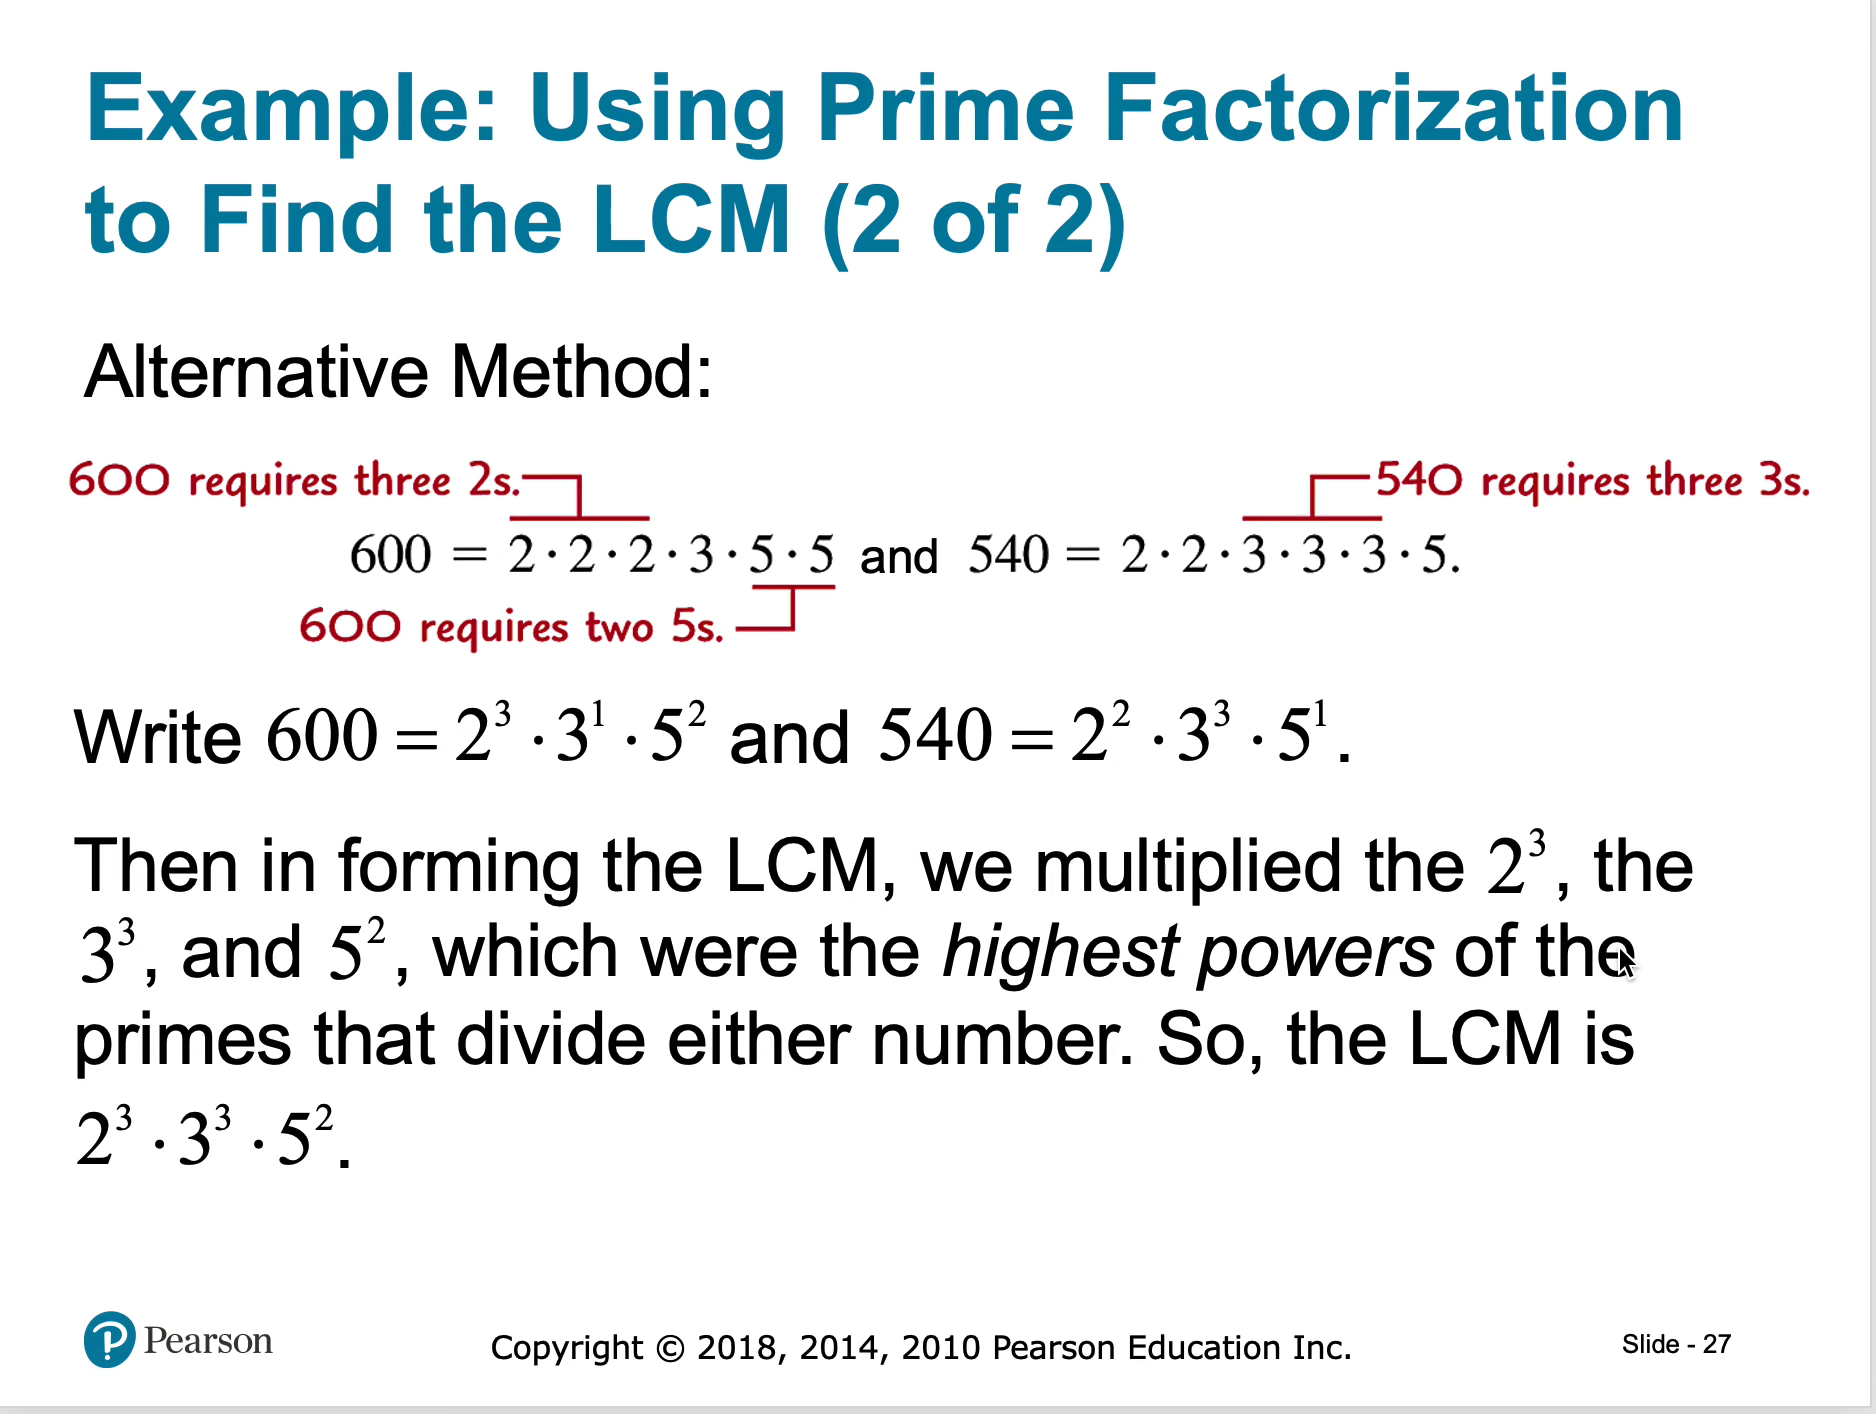 Example: Using Prime Factorization
to Find the LCM (2 of 2)
Alternative Method:
600 requires three 2s.
540 requires three 3s.
600 = 2 · 2 · 2 · 3 · 5 · 5 and 540 = 2 · 2 · 3 · 3 · 3 · 5.
600 requires two 5s.
Write 600 = 2³ · 3¹ · 5² and 540 = 2² · 3³ · 5¹.
Then in forming the LCM, we multiplied the 2³, the
3³, and 5², which were the highest powers of the
primes that divide either number. So, the LCM is
2³ · 3³ · 5².
Pearson
Copyright © 2018, 2014, 2010 Pearson Education Inc.
Slide - 27